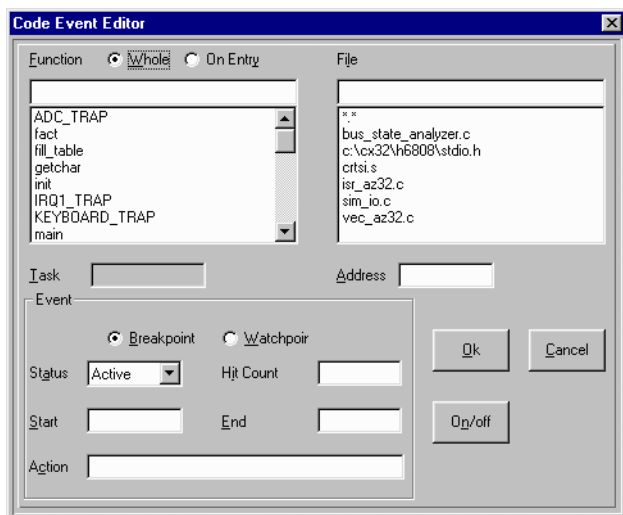 Code Event Editor
Function Whole On Entry File
ADC_TRAP
fact
fill_table
getchar
init
IRQ1_TRAP
KEYBOARD_TRAP
main
*.*
bus_state_analyzer.c
c:\cx32\h6808\stdio.h
crtsi.s
isr_az32.c
sim_io.c
vec_az32.c
Task Address
Event
Breakpoint Watchpoir
Status Active Hit Count
Start End
Action
Ok Cancel
On/off